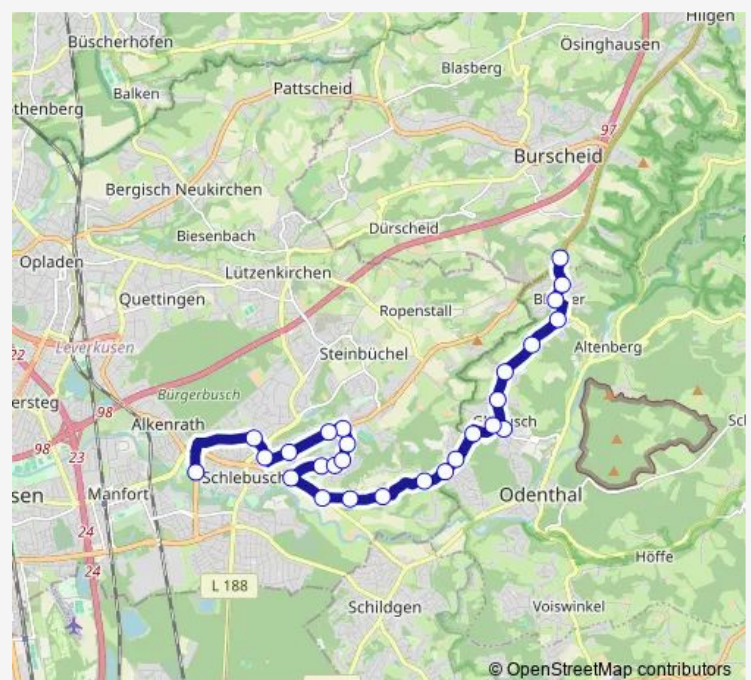 Hilgen
Büscherhöfen
Ösinghausen
Blasberg
Pattscheid
Balken
othenberg
97
Burscheid
Bergisch Neukirchen
Dürscheid
Biesenbach
Opladen
Lützenkirchen
Quettingen
Ropenstall
Altenberg
Leverkusen
22
Steinbüchel
Bürgerbusch
ersteg
98
Alkenrath
Scl
98
23
Schlebusch
sen
Manfort
Odenthal
24
24
Höffe
L 188
Schildgen
Voiswinkel
© OpenStreetMap contributors